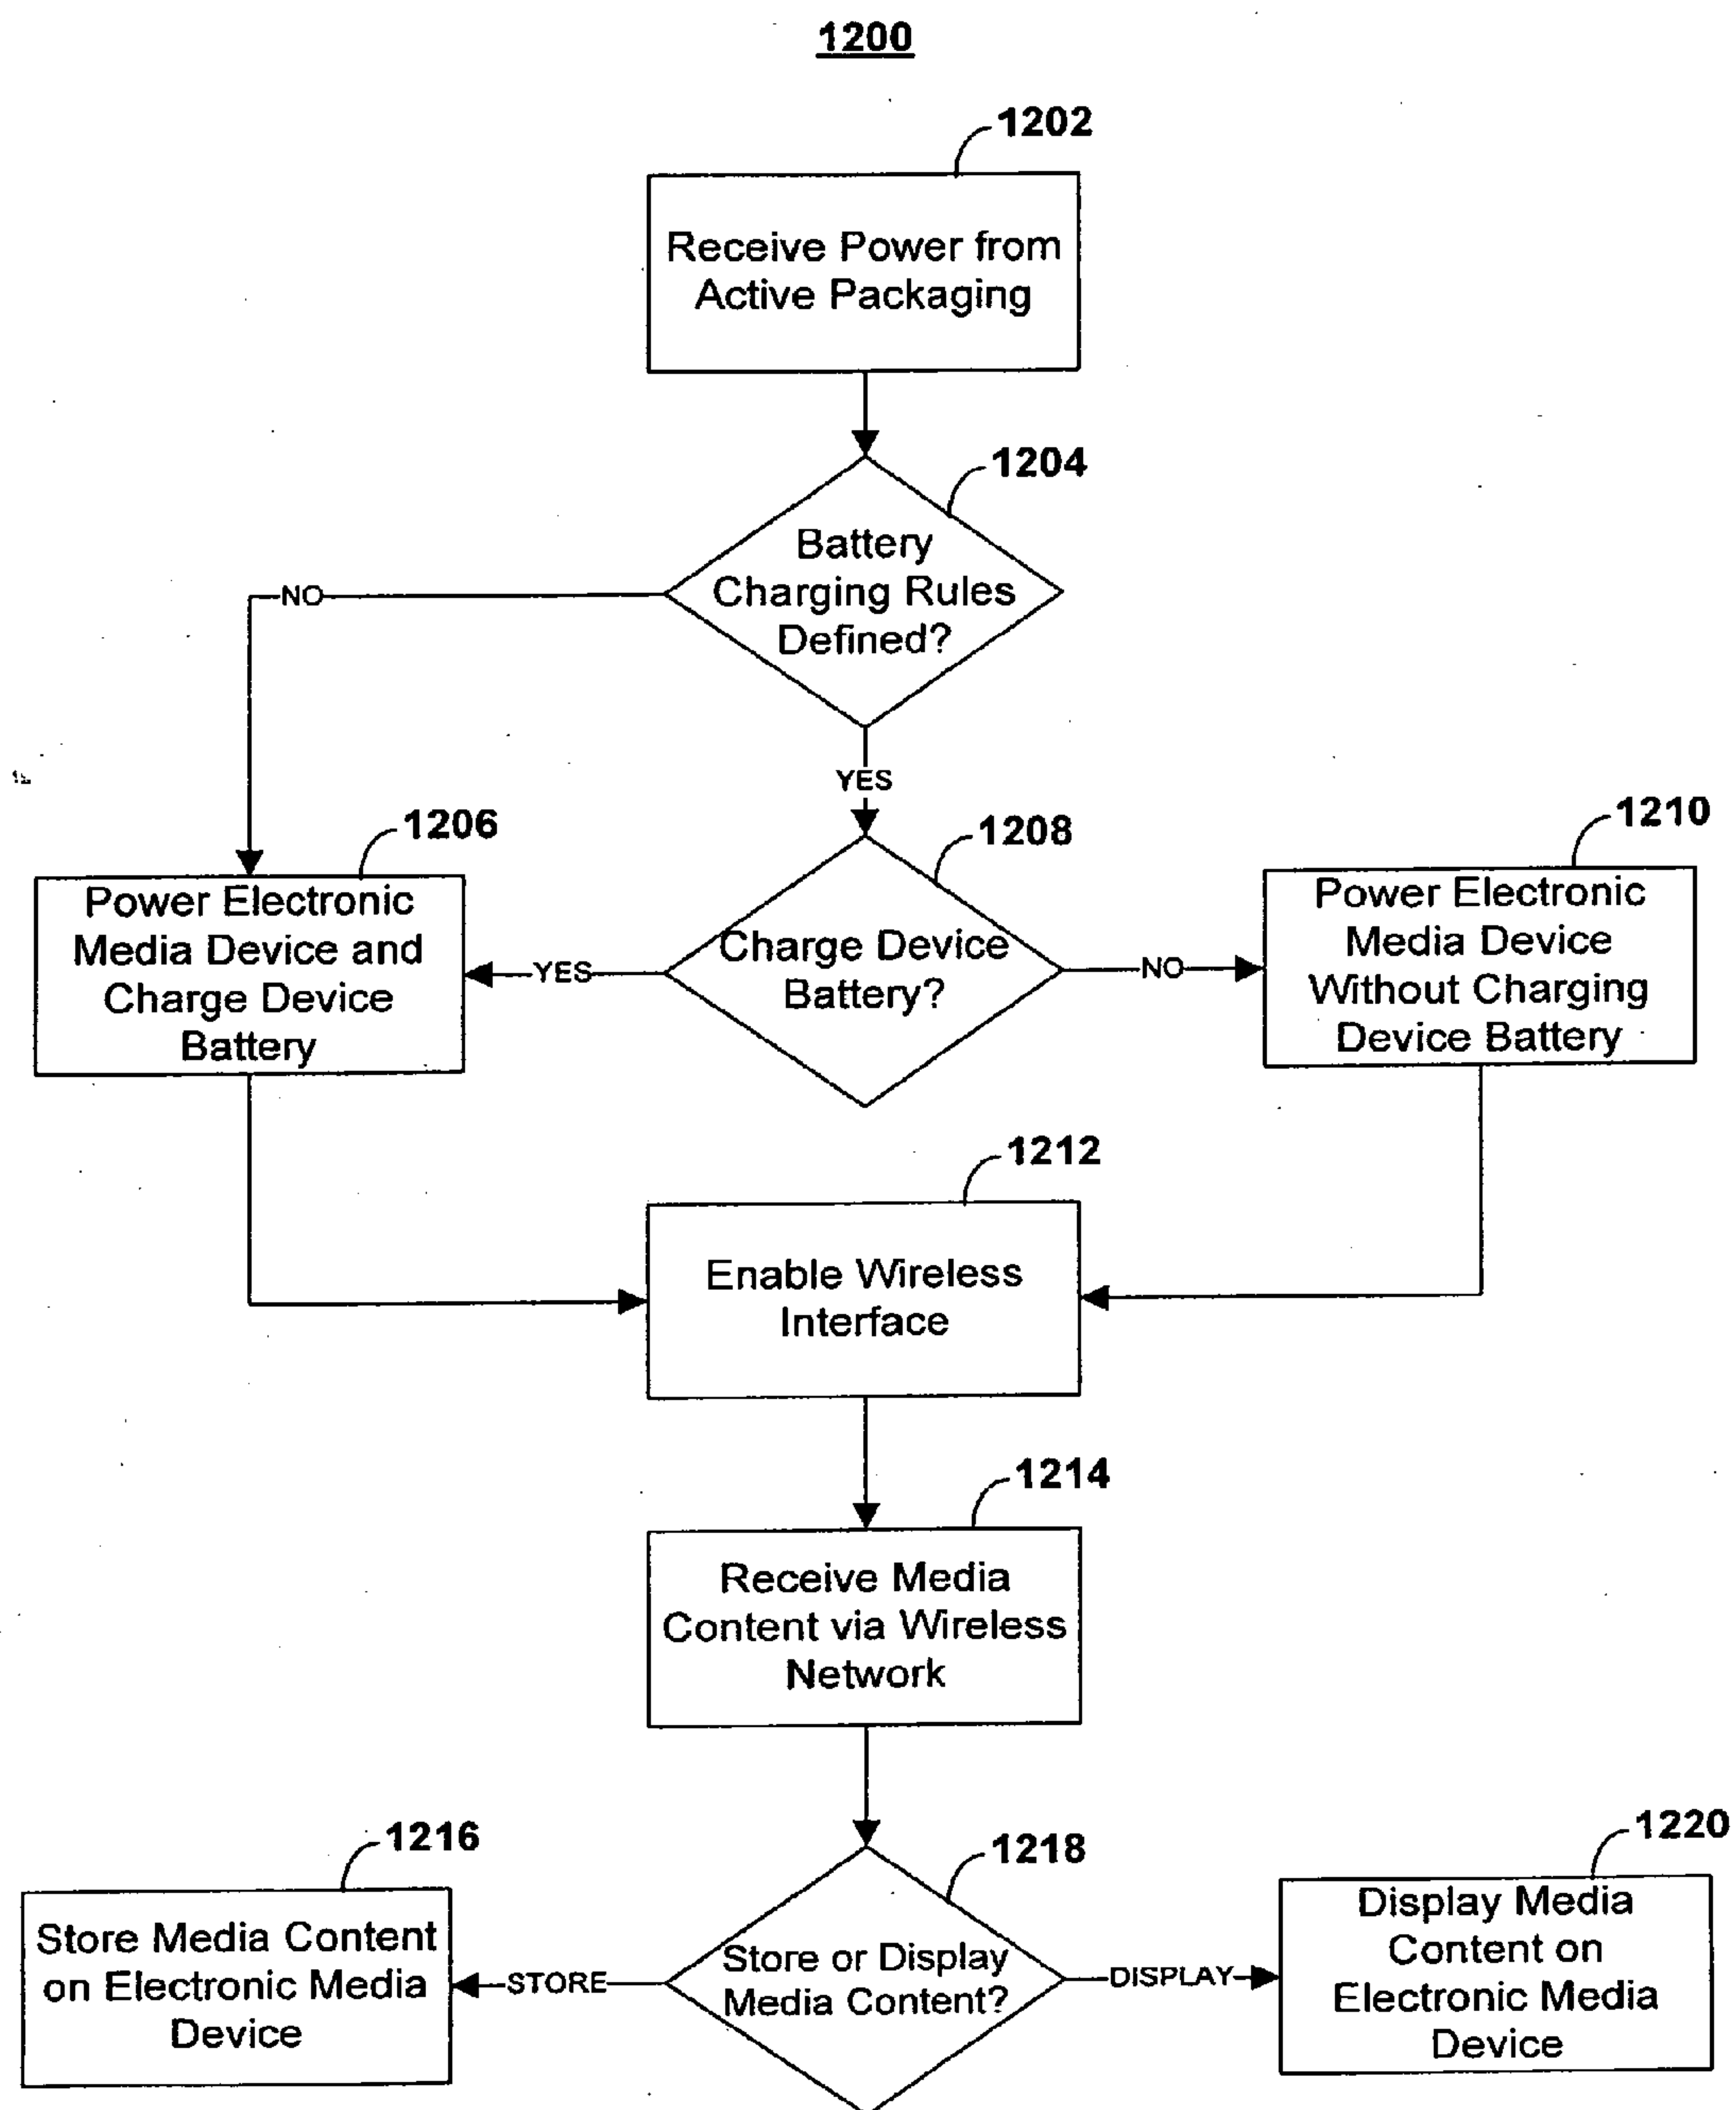 1200
1202
Receive Power from
Active Packaging
1204
Battery
Charging Rules
Defined?
NO
YES
1206
Power Electronic
Media Device and
Charge Device
Battery
1208
Charge Device
Battery?
YES
NO
1210
Power Electronic
Media Device
Without Charging
Device Battery
1212
Enable Wireless
Interface
1214
Receive Media
Content via Wireless
Network
1216
Store Media Content
on Electronic Media
Device
1218
Store or Display
Media Content?
STORE
DISPLAY
1220
Display Media
Content on
Electronic Media
Device